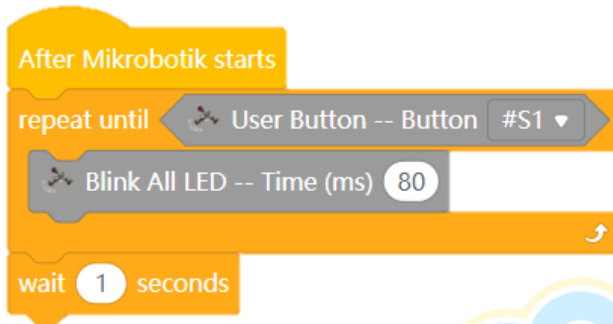 After Mikrobotik starts
repeat until User Button -- Button #S1
Blink All LED -- Time (ms) 80
wait 1 seconds